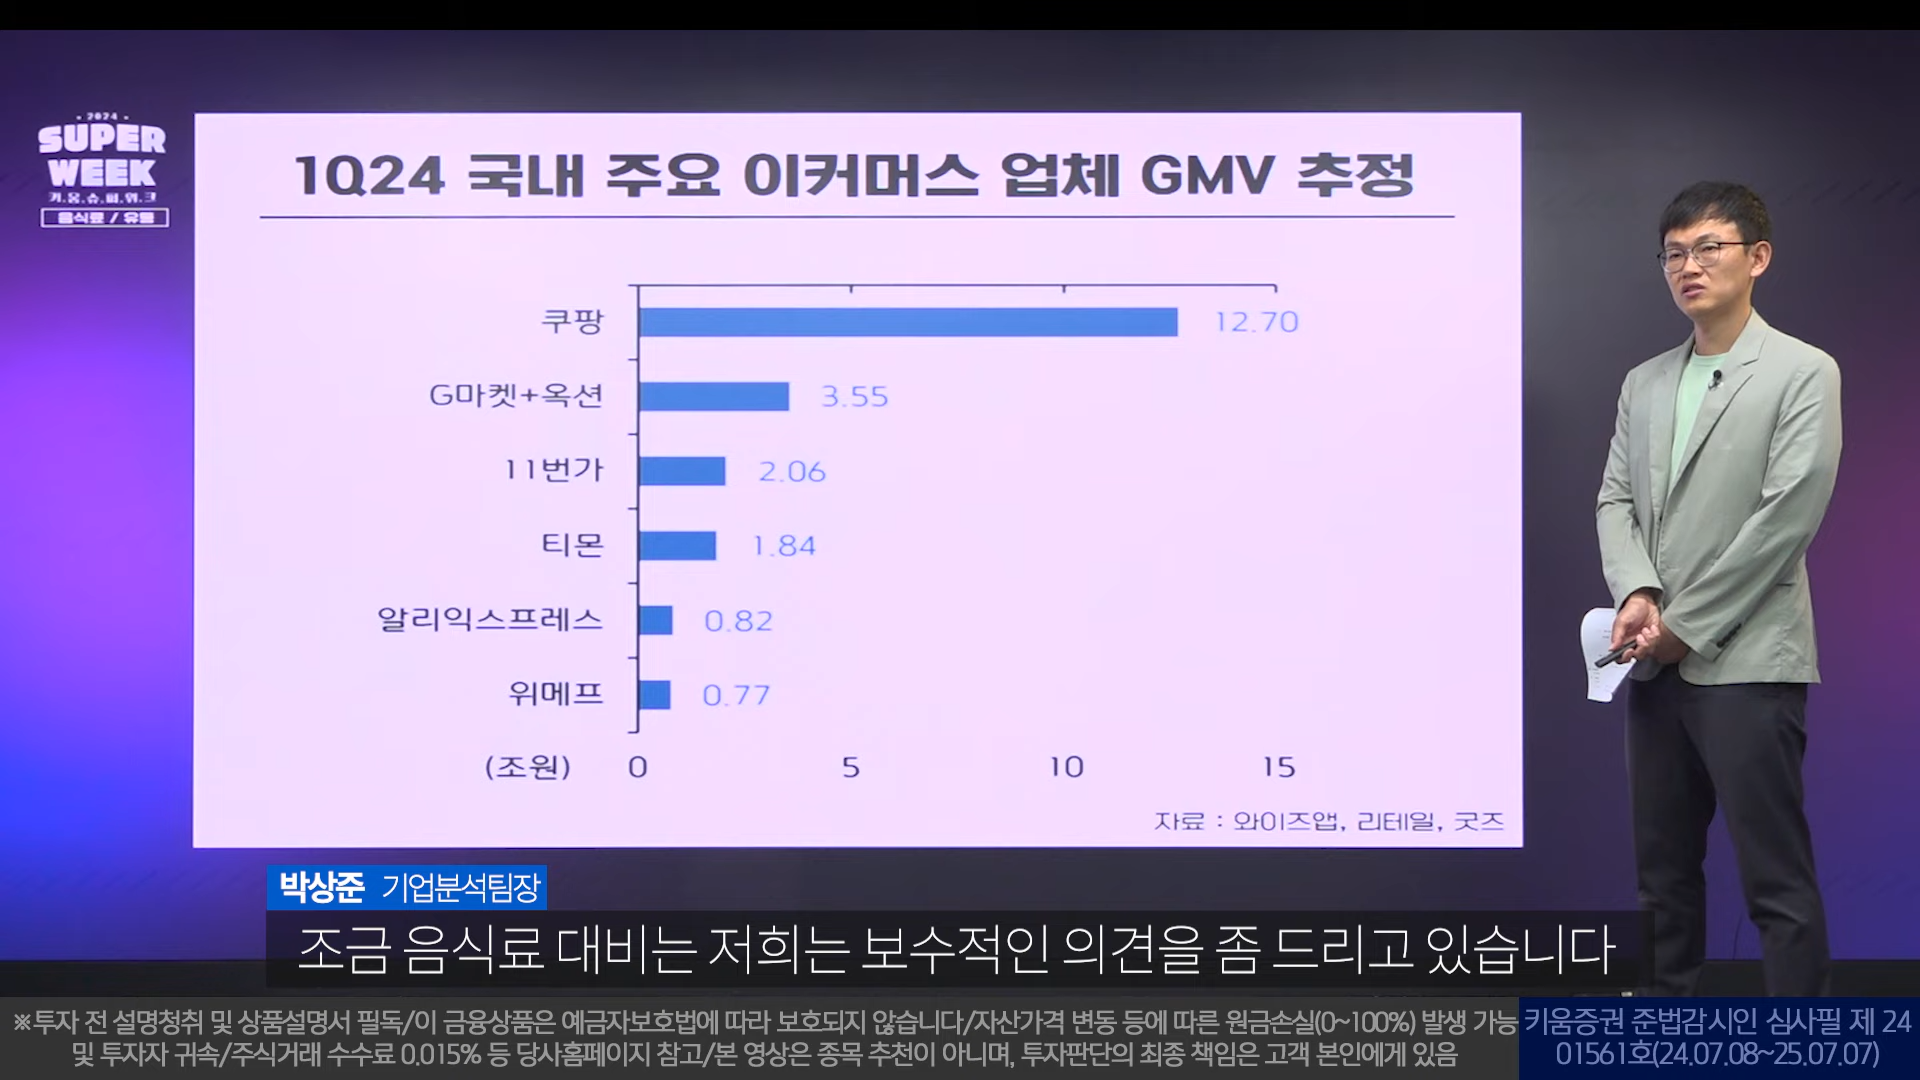 • 2024 •
SUPER
WEEK
키.움.슈.퍼.위.크
음식료 / 유통
1Q24 국내 주요 이커머스 업체 GMV 추정
쿠팡 12.70
G마켓+옥션 3.55
11번가 2.06
티몬 1.84
알리익스프레스 0.82
위메프 0.77
(조원) 0 5 10 15
자료 : 와이즈앱, 리테일, 굿즈
박상준 기업분석팀장
조금 음식료 대비는 저희는 보수적인 의견을 좀 드리고 있습니다
※투자 전 설명청취 및 상품설명서 필독/이 금융상품은 예금자보호법에 따라 보호되지 않습니다/자산가격 변동 등에 따른 원금손실(0~100%) 발생 가능
및 투자자 귀속/주식거래 수수료 0.015% 등 당사홈페이지 참고/본 영상은 종목 추천이 아니며, 투자판단의 최종 책임은 고객 본인에게 있음
키움증권 준법감시인 심사필 제 24
01561호(24.07.08~25.07.07)